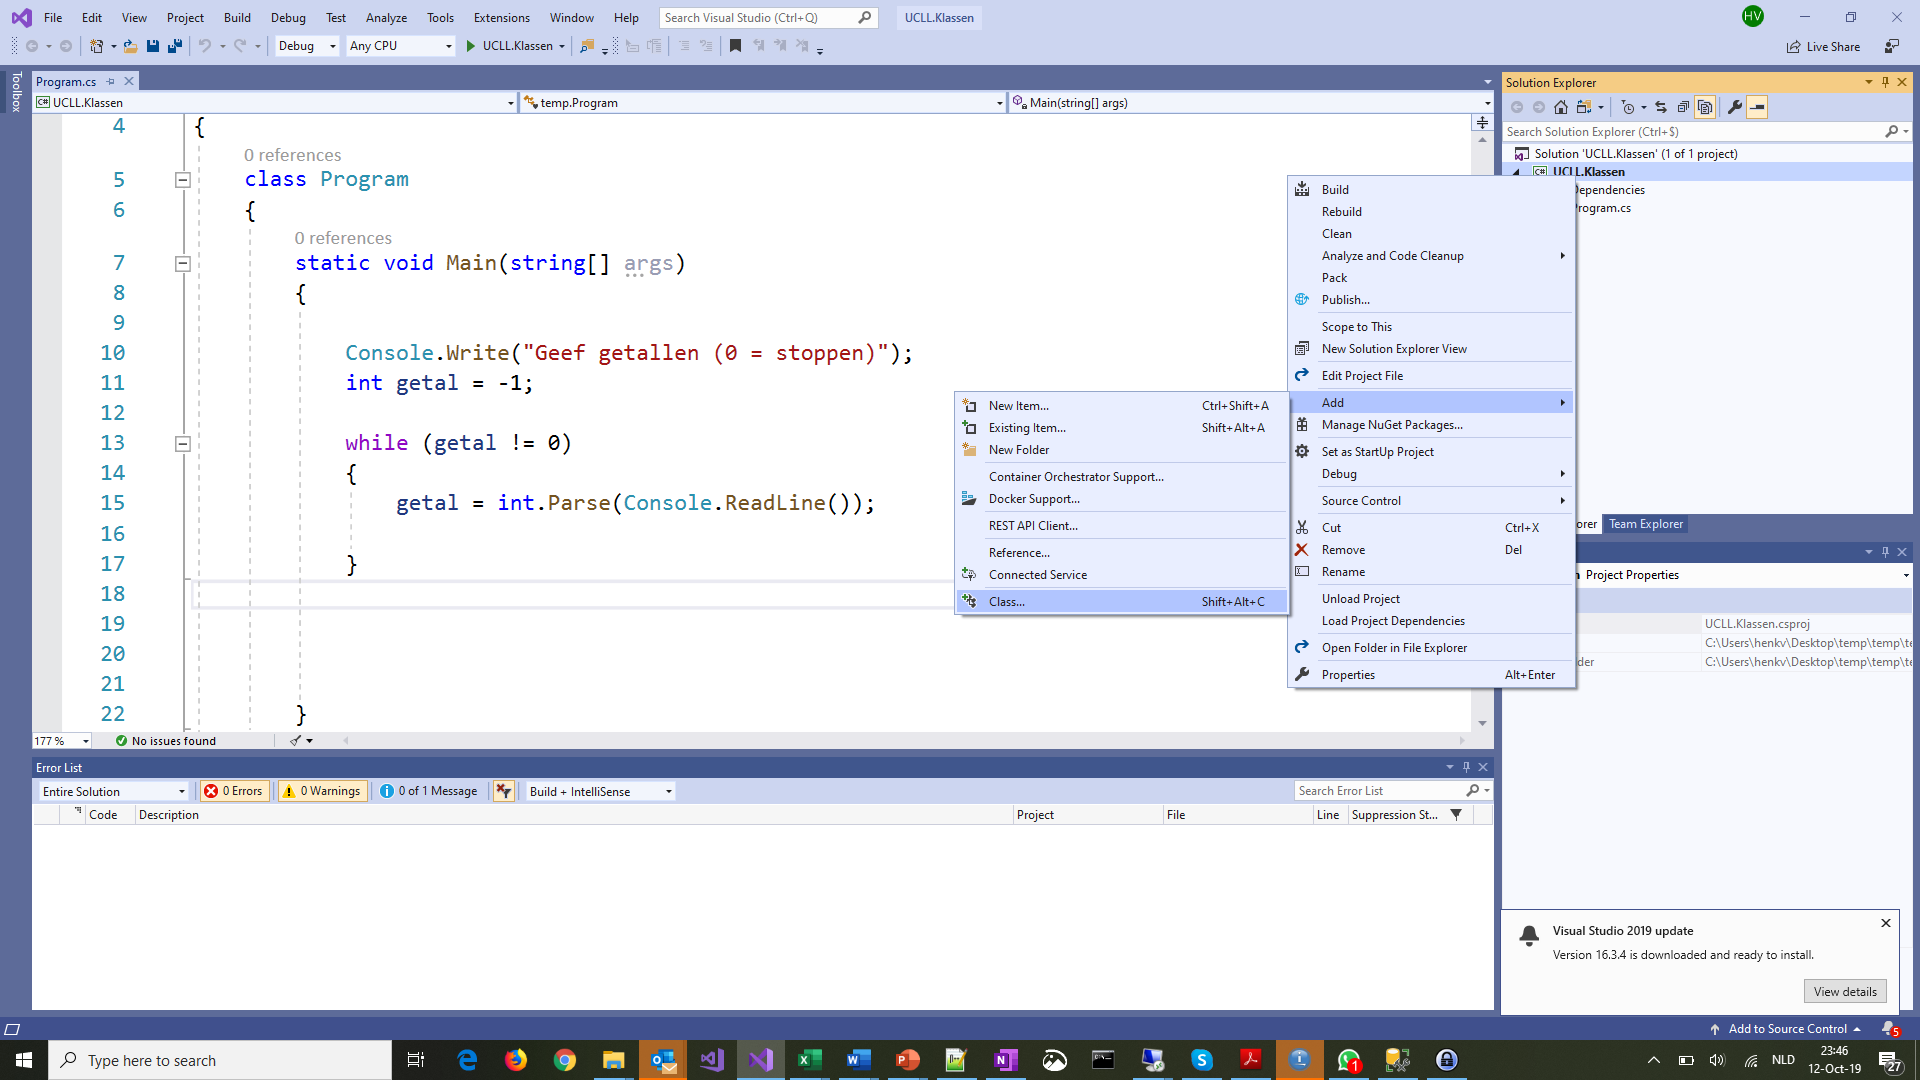 File Edit View Project Build Debug Test Analyze Tools Extensions Window Help Search Visual Studio (Ctrl+Q) UCLL.Klassen HV
Debug Any CPU UCLL.Klassen Live Share
Toolbox
Program.cs
UCLL.Klassen temp.Program Main(string[] args)
4 {
0 references
5 class Program
6 {
0 references
7 static void Main(string[] args)
8 {
9
10 Console.Write("Geef getallen (0 = stoppen)");
11 int getal = -1;
12
13 while (getal != 0)
14 {
15 getal = int.Parse(Console.ReadLine());
16
17 }
18
19
20
21
22 }
177 % No issues found
New Item... Ctrl+Shift+A
Existing Item... Shift+Alt+A
New Folder
Container Orchestrator Support...
Docker Support...
REST API Client...
Reference...
Connected Service
Class... Shift+Alt+C
Build
Rebuild
Clean
Analyze and Code Cleanup
Pack
Publish...
Scope to This
New Solution Explorer View
Edit Project File
Add
Manage NuGet Packages...
Set as StartUp Project
Debug
Source Control
Cut Ctrl+X
Remove Del
Rename
Unload Project
Load Project Dependencies
Open Folder in File Explorer
Properties Alt+Enter
Solution Explorer
Search Solution Explorer (Ctrl+$)
Solution 'UCLL.Klassen' (1 of 1 project)
C# UCLL.Klassen
Dependencies
Program.cs
orer Team Explorer
Project Properties
UCLL.Klassen.csproj
C:\Users\henkv\Desktop\temp\temp\te
der C:\Users\henkv\Desktop\temp\temp\te
Error List
Entire Solution 0 Errors 0 Warnings 0 of 1 Message Build + IntelliSense Search Error List
Code Description Project File Line Suppression St...
Visual Studio 2019 update
Version 16.3.4 is downloaded and ready to install.
View details
Add to Source Control 5
Type here to search
1
NLD
23:46
12-Oct-19
27